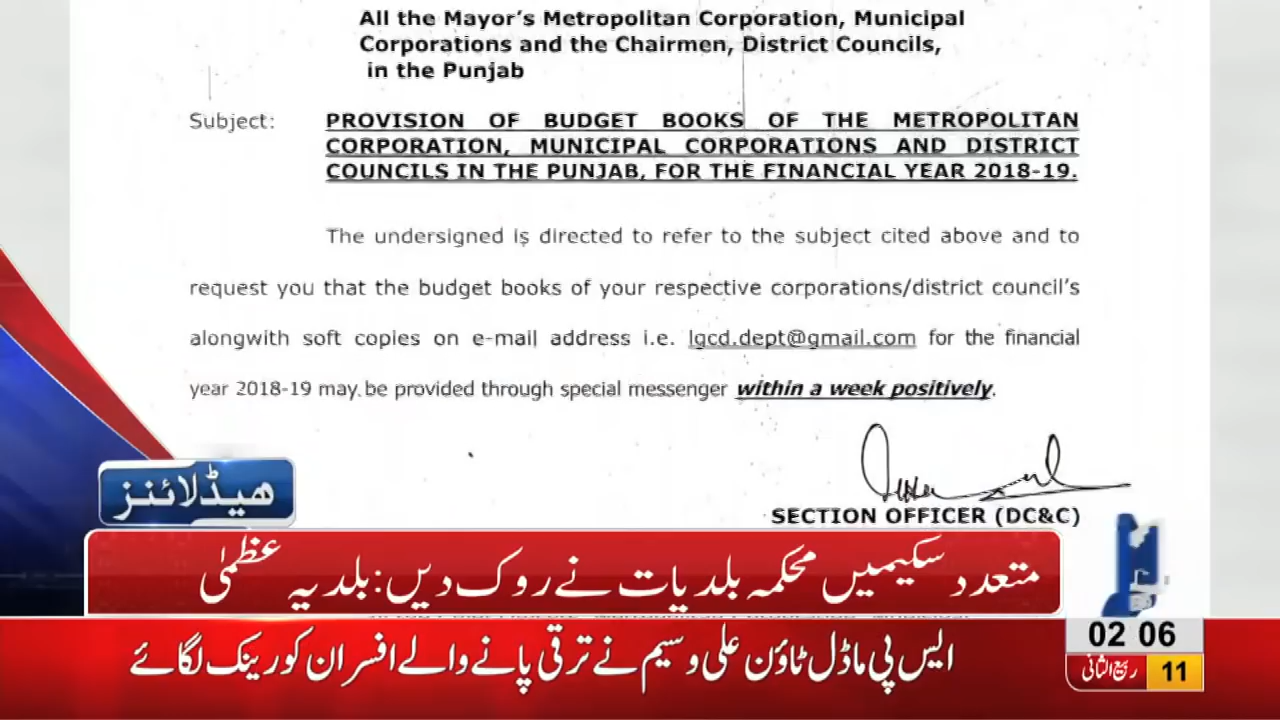 All the Mayor's Metropolitan Corporation, Municipal
Corporations and the Chairmen, District Councils,
in the Punjab
Subject: PROVISION OF BUDGET BOOKS OF THE METROPOLITAN
CORPORATION, MUNICIPAL CORPORATIONS AND DISTRICT
COUNCILS IN THE PUNJAB, FOR THE FINANCIAL YEAR 2018-19.
The undersigned is directed to refer to the subject cited above and to
request you that the budget books of your respective corporations/district council's
alongwith soft copies on e-mail address i.e. lgcd.dept@gmail.com for the financial
year 2018-19 may be provided through special messenger within a week positively.
SECTION OFFICER (DC&C)
ھیڈلائنز
متعدد سکیمیں محکمہ بلدیات نے روک دیں: بلدیہ عظمیٰ
ایس پی ماڈل ٹاؤن علی وسیم نے ترقی پانے والے افسران کو رینک لگائے
02 06
ربیع الثانی 11